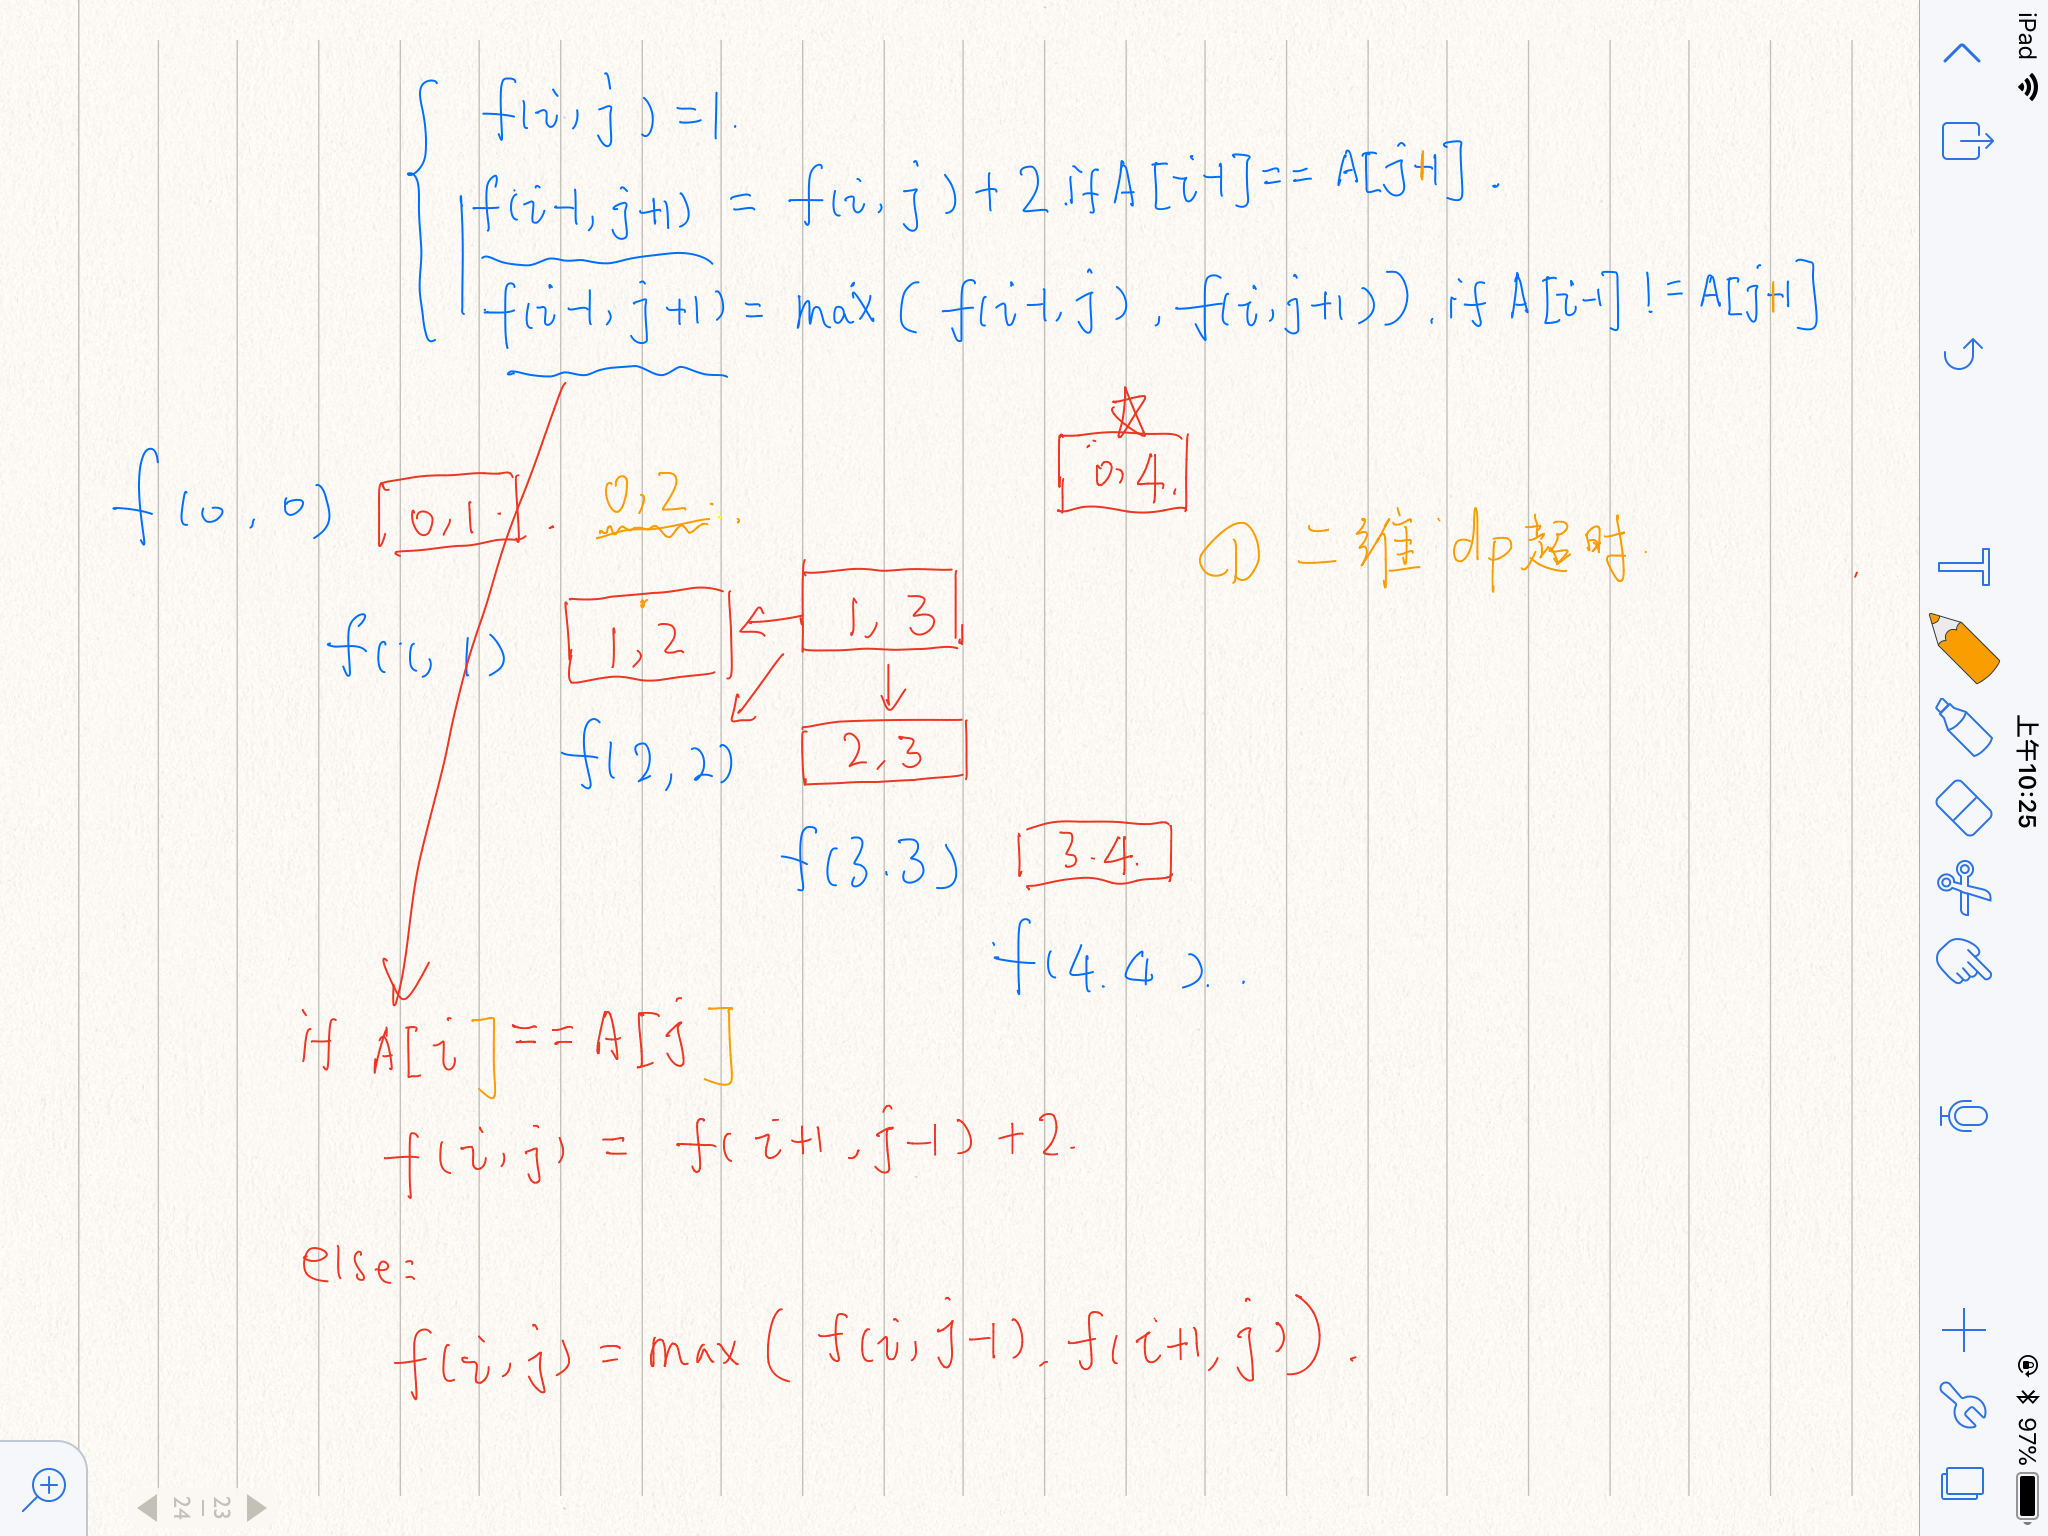 f(i,j)=1.
f(i-1,j+1) = f(i,j)+2.if A[i-1]== A[j+1].
f(i-1,j+1)= max(f(i-1,j),f(i,j+1)).if A[i-1] != A[j+1]
0,4.
f(0,0) 0,1. 0,2.
① 二维dp超时.
1,3
f(1,1) 1,2
f(2,2) 2,3
f(3.3) 3.4.
f(4.4)..
if A[i]==A[j]
f(i,j) = f(i+1,j-1)+2.
else:
f(i,j) = max(f(i,j-1).f(i+1,j)).
iPad
上午10:25
97%
23
24